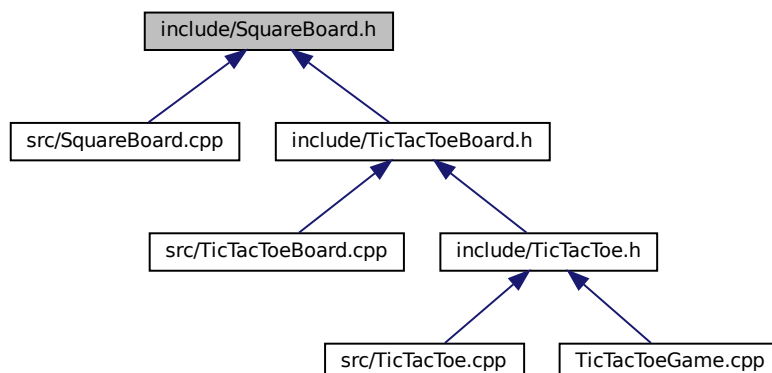 include/SquareBoard.h
src/SquareBoard.cpp
include/TicTacToeBoard.h
src/TicTacToeBoard.cpp
include/TicTacToe.h
src/TicTacToe.cpp
TicTacToeGame.cpp